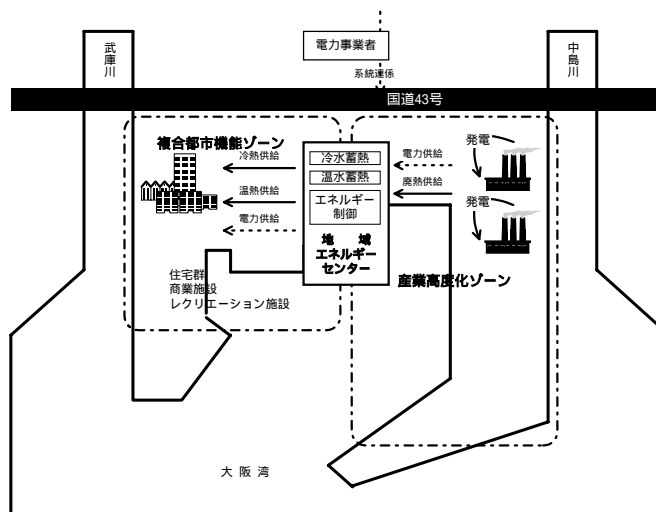 武庫川
電力事業者
系統連係
中島川
国道43号
複合都市機能ゾーン
冷熱供給
温熱供給
電力供給
冷水蓄熱
温水蓄熱
エネルギー
制御
地 域
エネルギー
センター
電力供給
廃熱供給
発電
発電
住宅群
商業施設
レクリエーション施設
産業高度化ゾーン
大 阪 湾